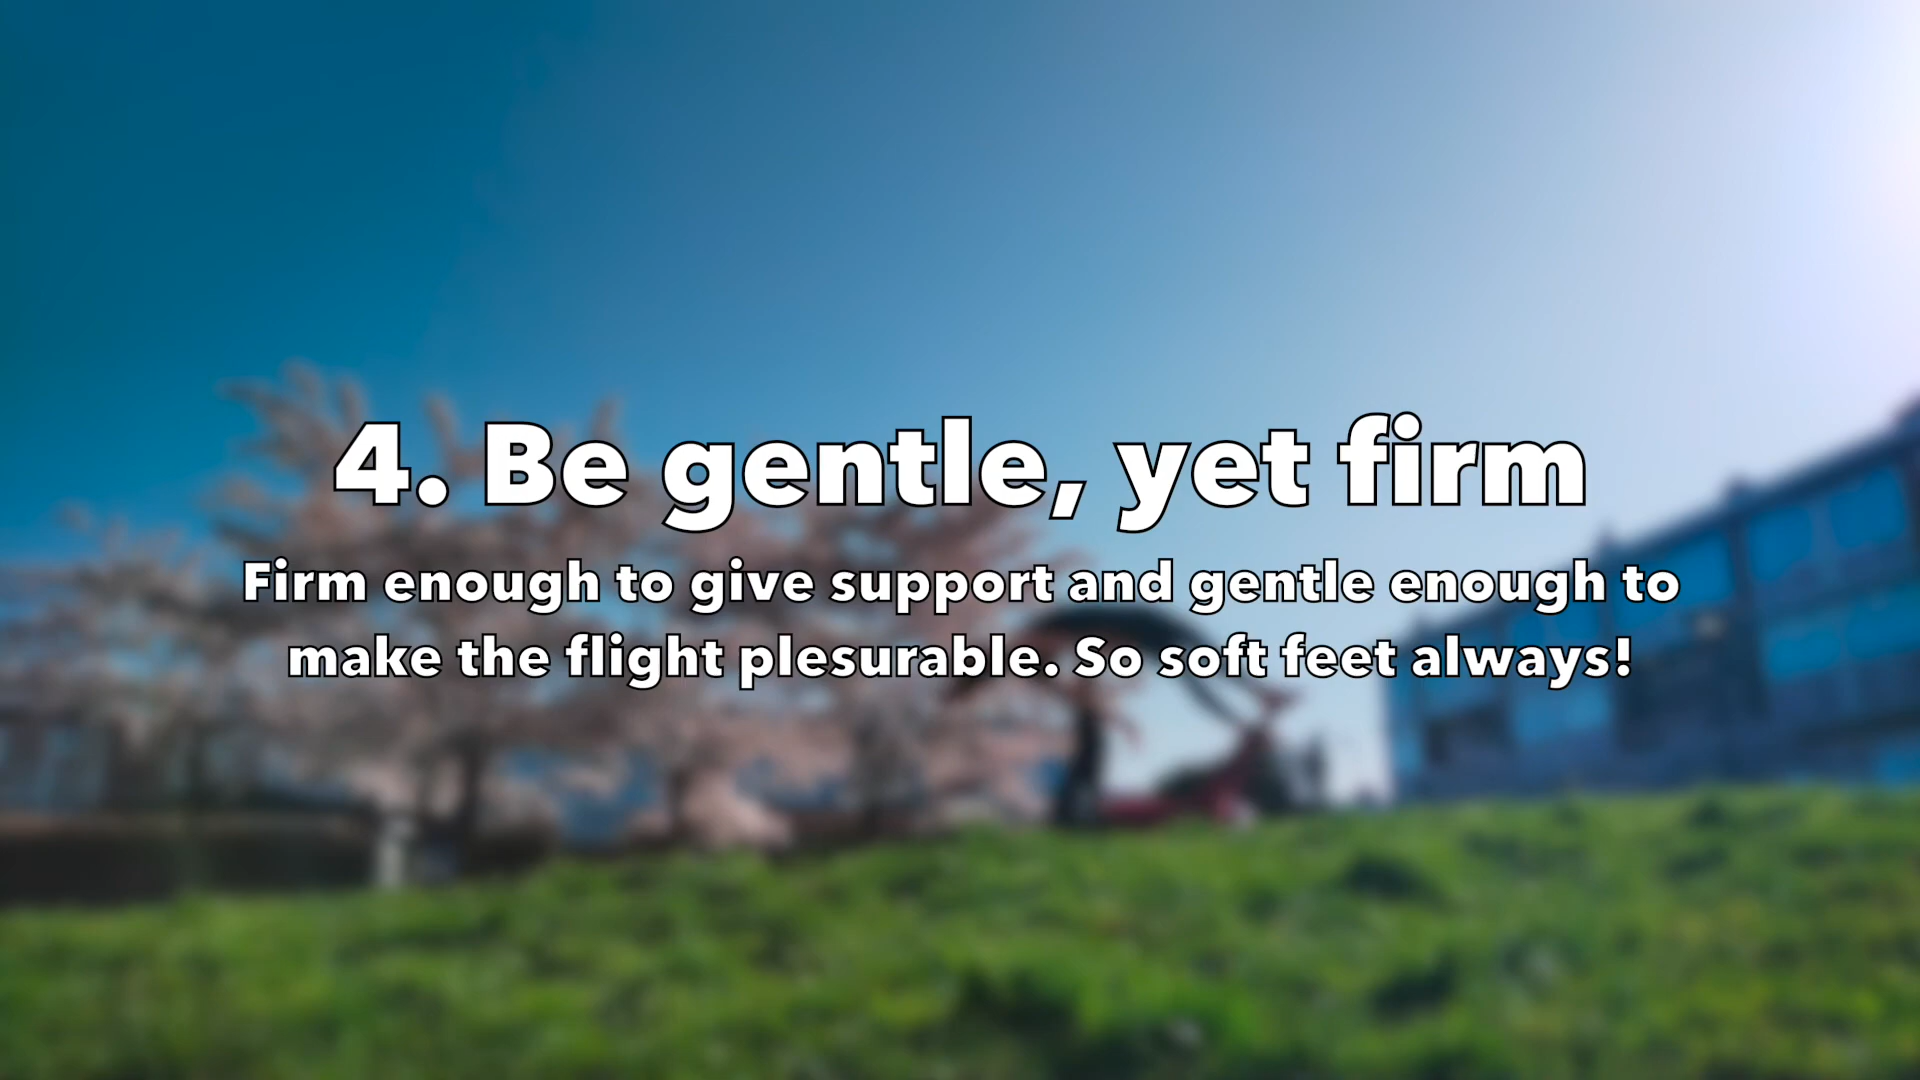 4. Be gentle, yet firm
Firm enough to give support and gentle enough to
make the flight plesurable. So soft feet always!